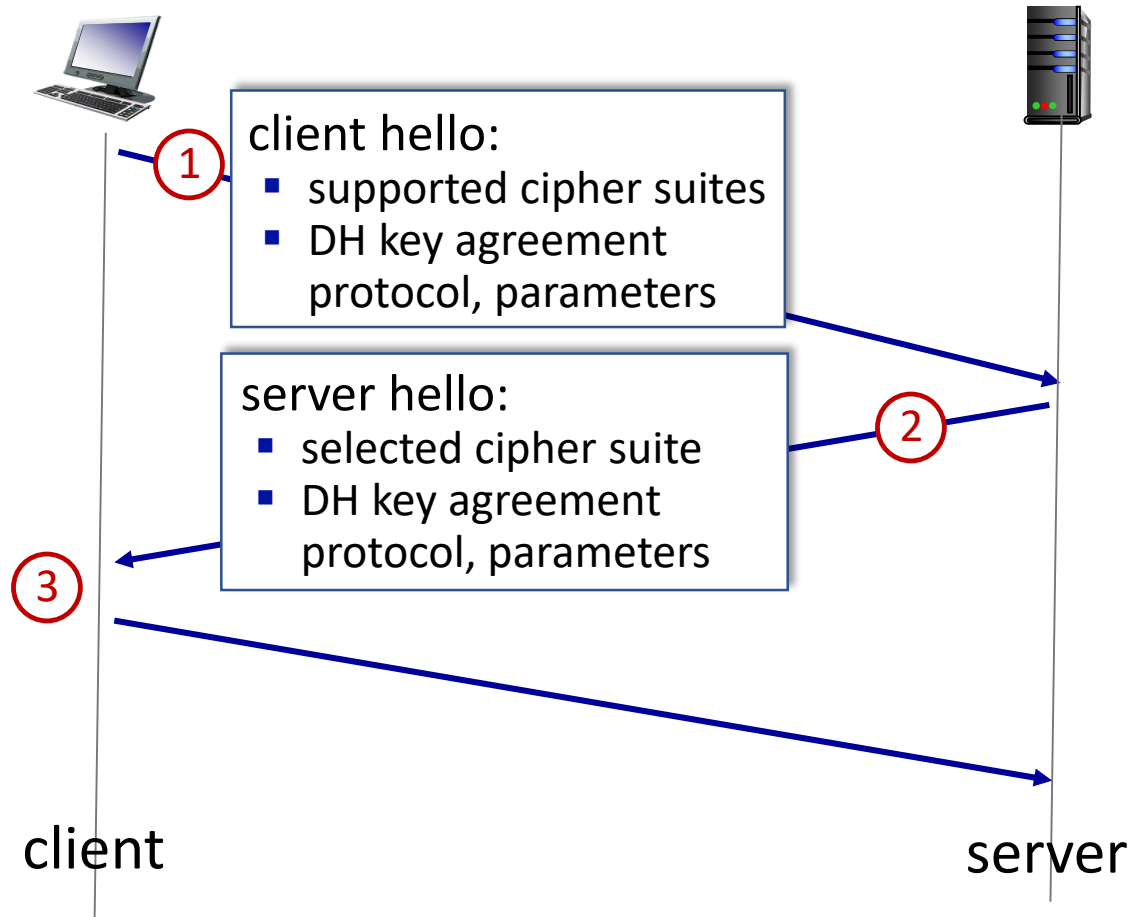 1
client hello:
▪ supported cipher suites
▪ DH key agreement
protocol, parameters
server hello:
▪ selected cipher suite
▪ DH key agreement
protocol, parameters
2
3
client
server